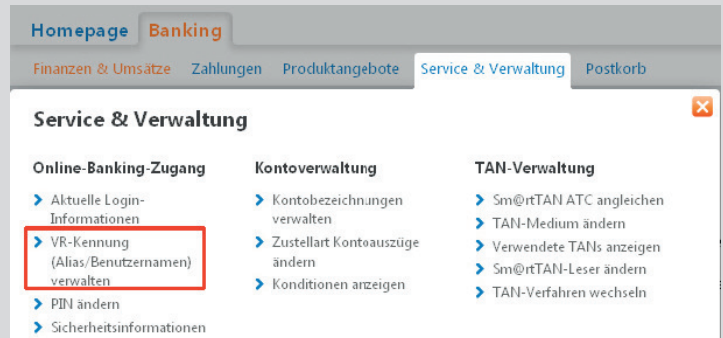 Homepage Banking
Finanzen & Umsätze Zahlungen Produktangebote Service & Verwaltung Postkorb
Service & Verwaltung
Online-Banking-Zugang
Aktuelle Login-
Informationen
VR-Kennung
(Alias/Benutzernamen)
verwalten
PIN ändern
Sicherheitsinformationen
Kontoverwaltung
Kontobezeichnungen
verwalten
Zustellart Kontoauszüge
ändern
Konditionen anzeigen
TAN-Verwaltung
Sm@rtTAN ATC angleichen
TAN-Medium ändern
Verwendete TANs anzeigen
Sm@rtTAN-Leser ändern
TAN-Verfahren wechseln